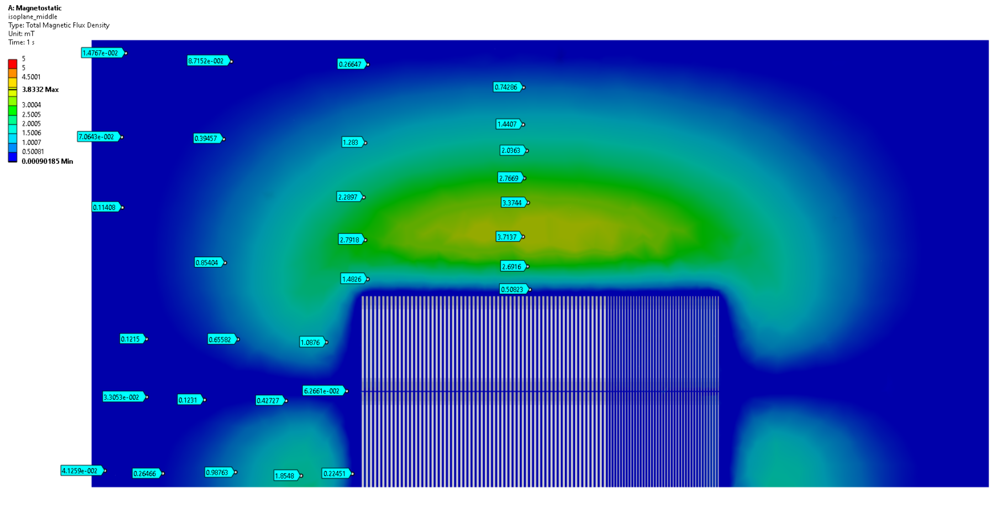 A: Magnetostatic
isoplane_middle
Type: Total Magnetic Flux Density
Unit: mT
Time: 1 s
5
5
4.5001
3.8332 Max
3.0004
2.5005
2.0005
1.5006
1.0007
0.50081
0.00090185 Min
1.4767e-002
8.7152e-002
0.26647
0.74286
1.4407
7.0643e-002
0.39457
1.283
2.0363
2.7669
2.2897
3.3744
0.11408
3.7137
2.7918
0.85404
2.6916
1.4826
0.50823
0.1215
0.65582
1.0876
6.2661e-002
3.3053e-002
0.1231
0.42727
4.1259e-002
0.26466
0.98763
1.8548
0.22451